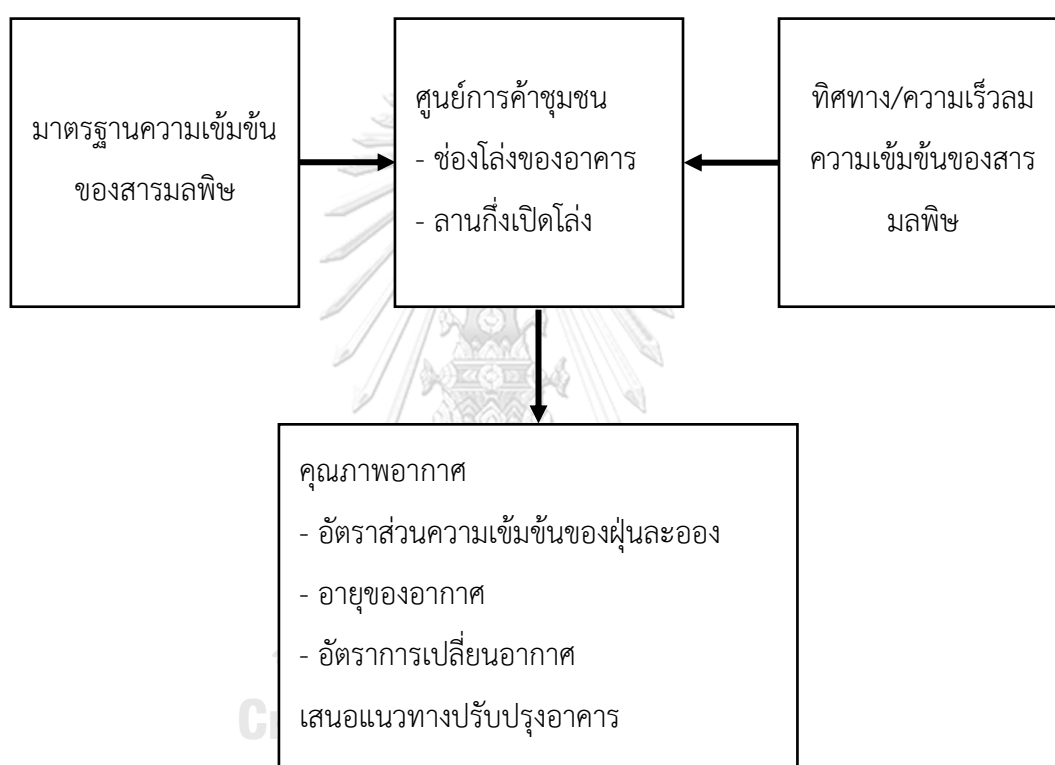 มาตรฐานความเข้มข้น
ของสารมลพิษ
ศูนย์การค้าชุมชน
- ช่องโล่งของอาคาร
- ลานกึ่งเปิดโล่ง
ทิศทาง/ความเร็วลม
ความเข้มข้นของสาร
มลพิษ
คุณภาพอากาศ
- อัตราส่วนความเข้มข้นของฝุ่นละออง
- อายุของอากาศ
- อัตราการเปลี่ยนอากาศ
เสนอแนวทางปรับปรุงอาคาร